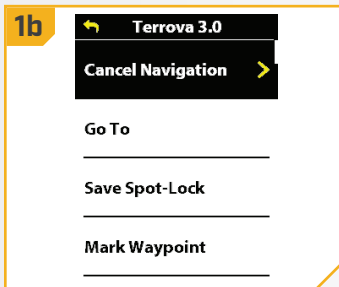 1b
Terrova 3.0
Cancel Navigation
Go To
Save Spot-Lock
Mark Waypoint